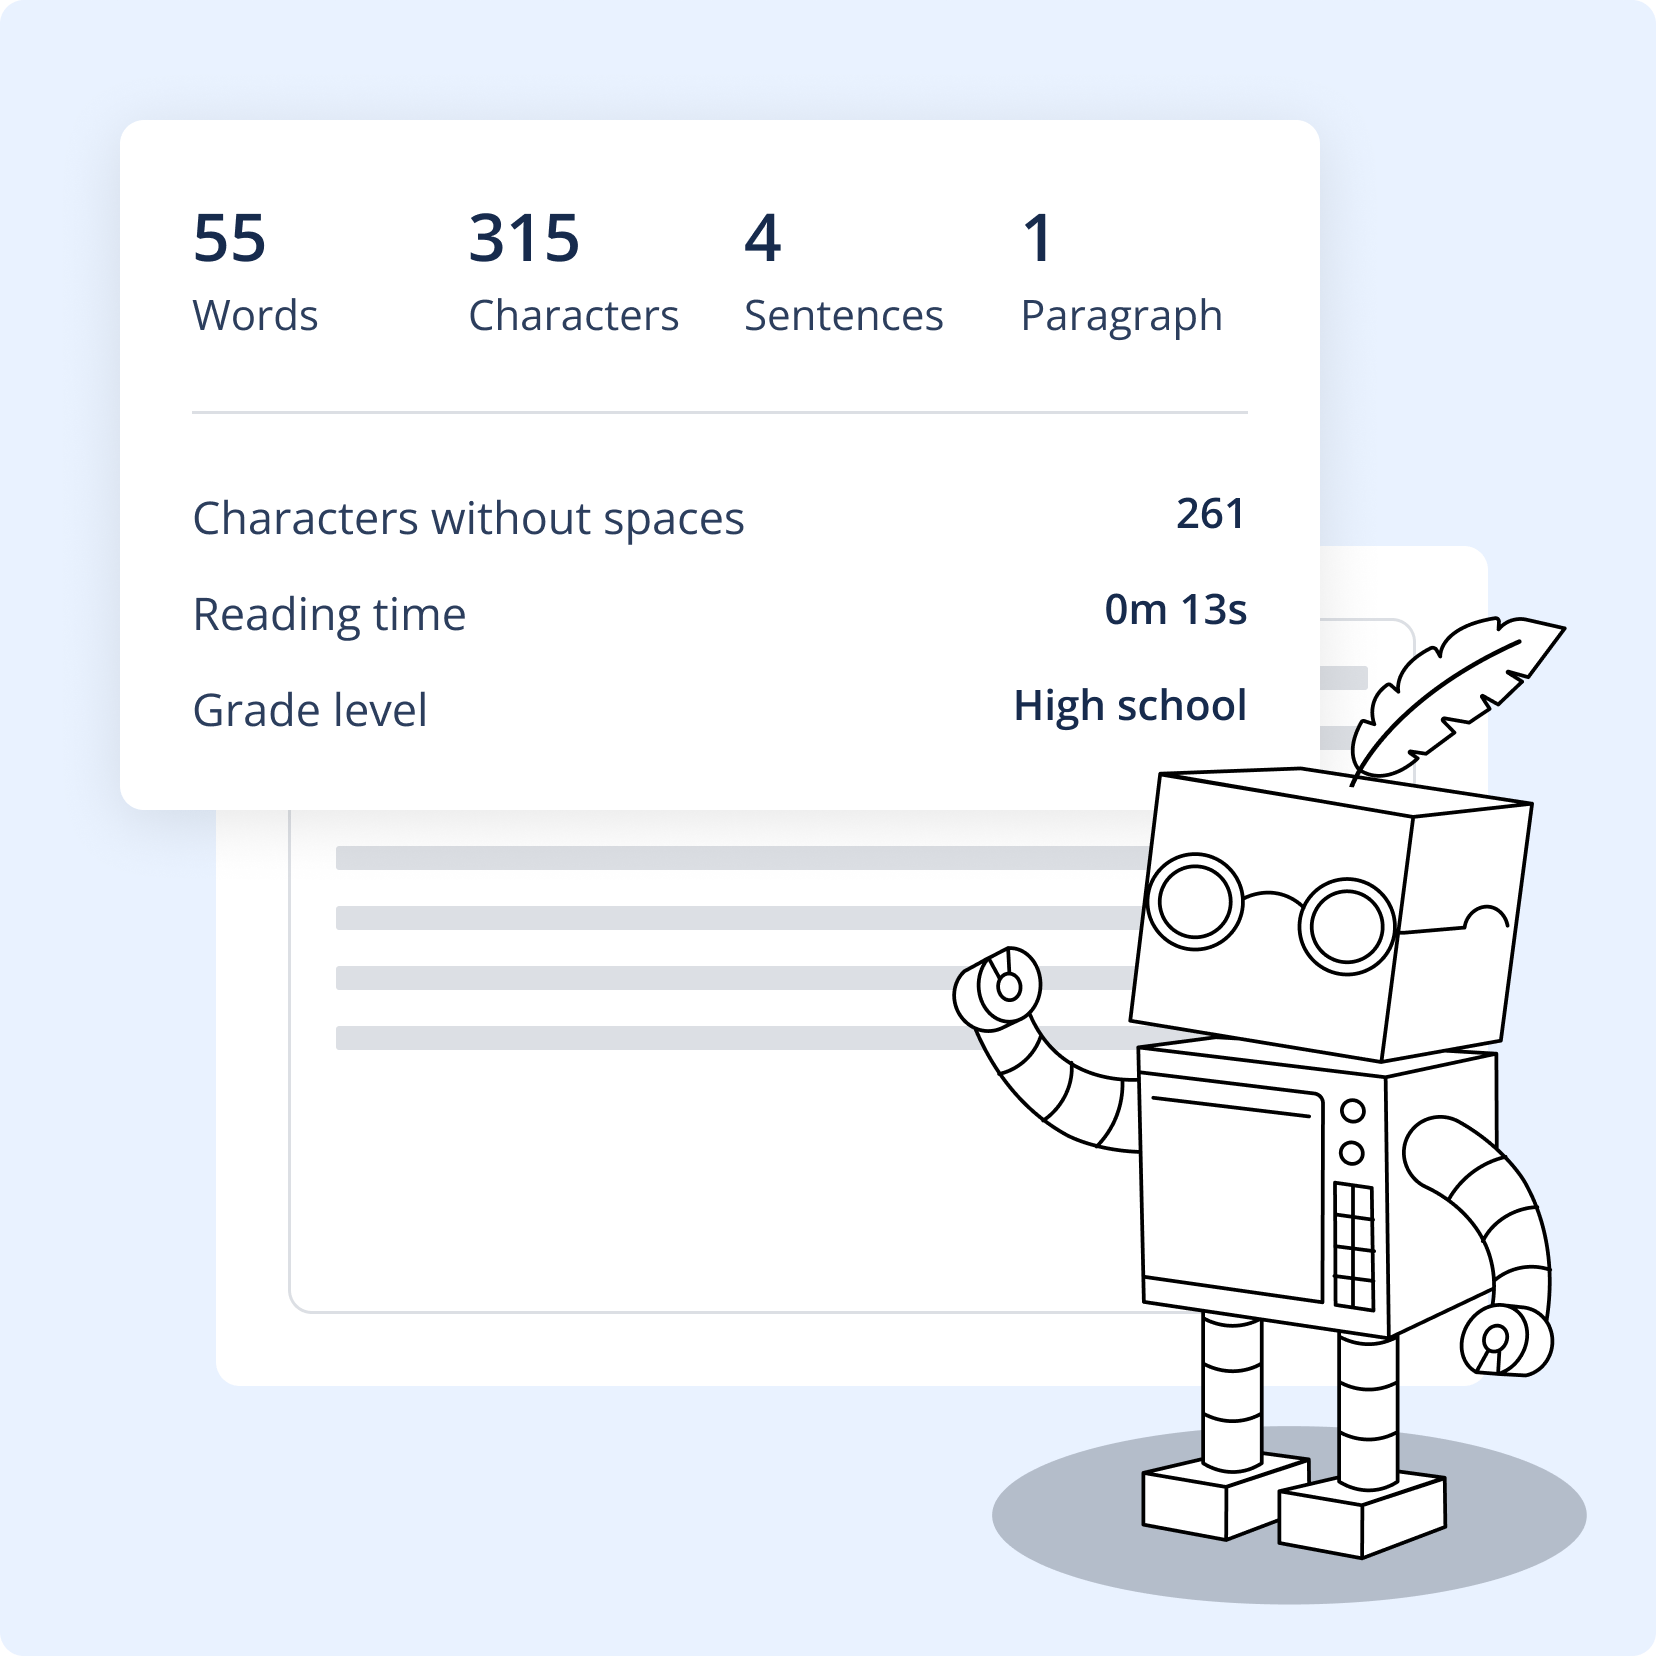 55 315 4 1
Words Characters Sentences Paragraph
Characters without spaces 261
Reading time 0m 13s
Grade level High school